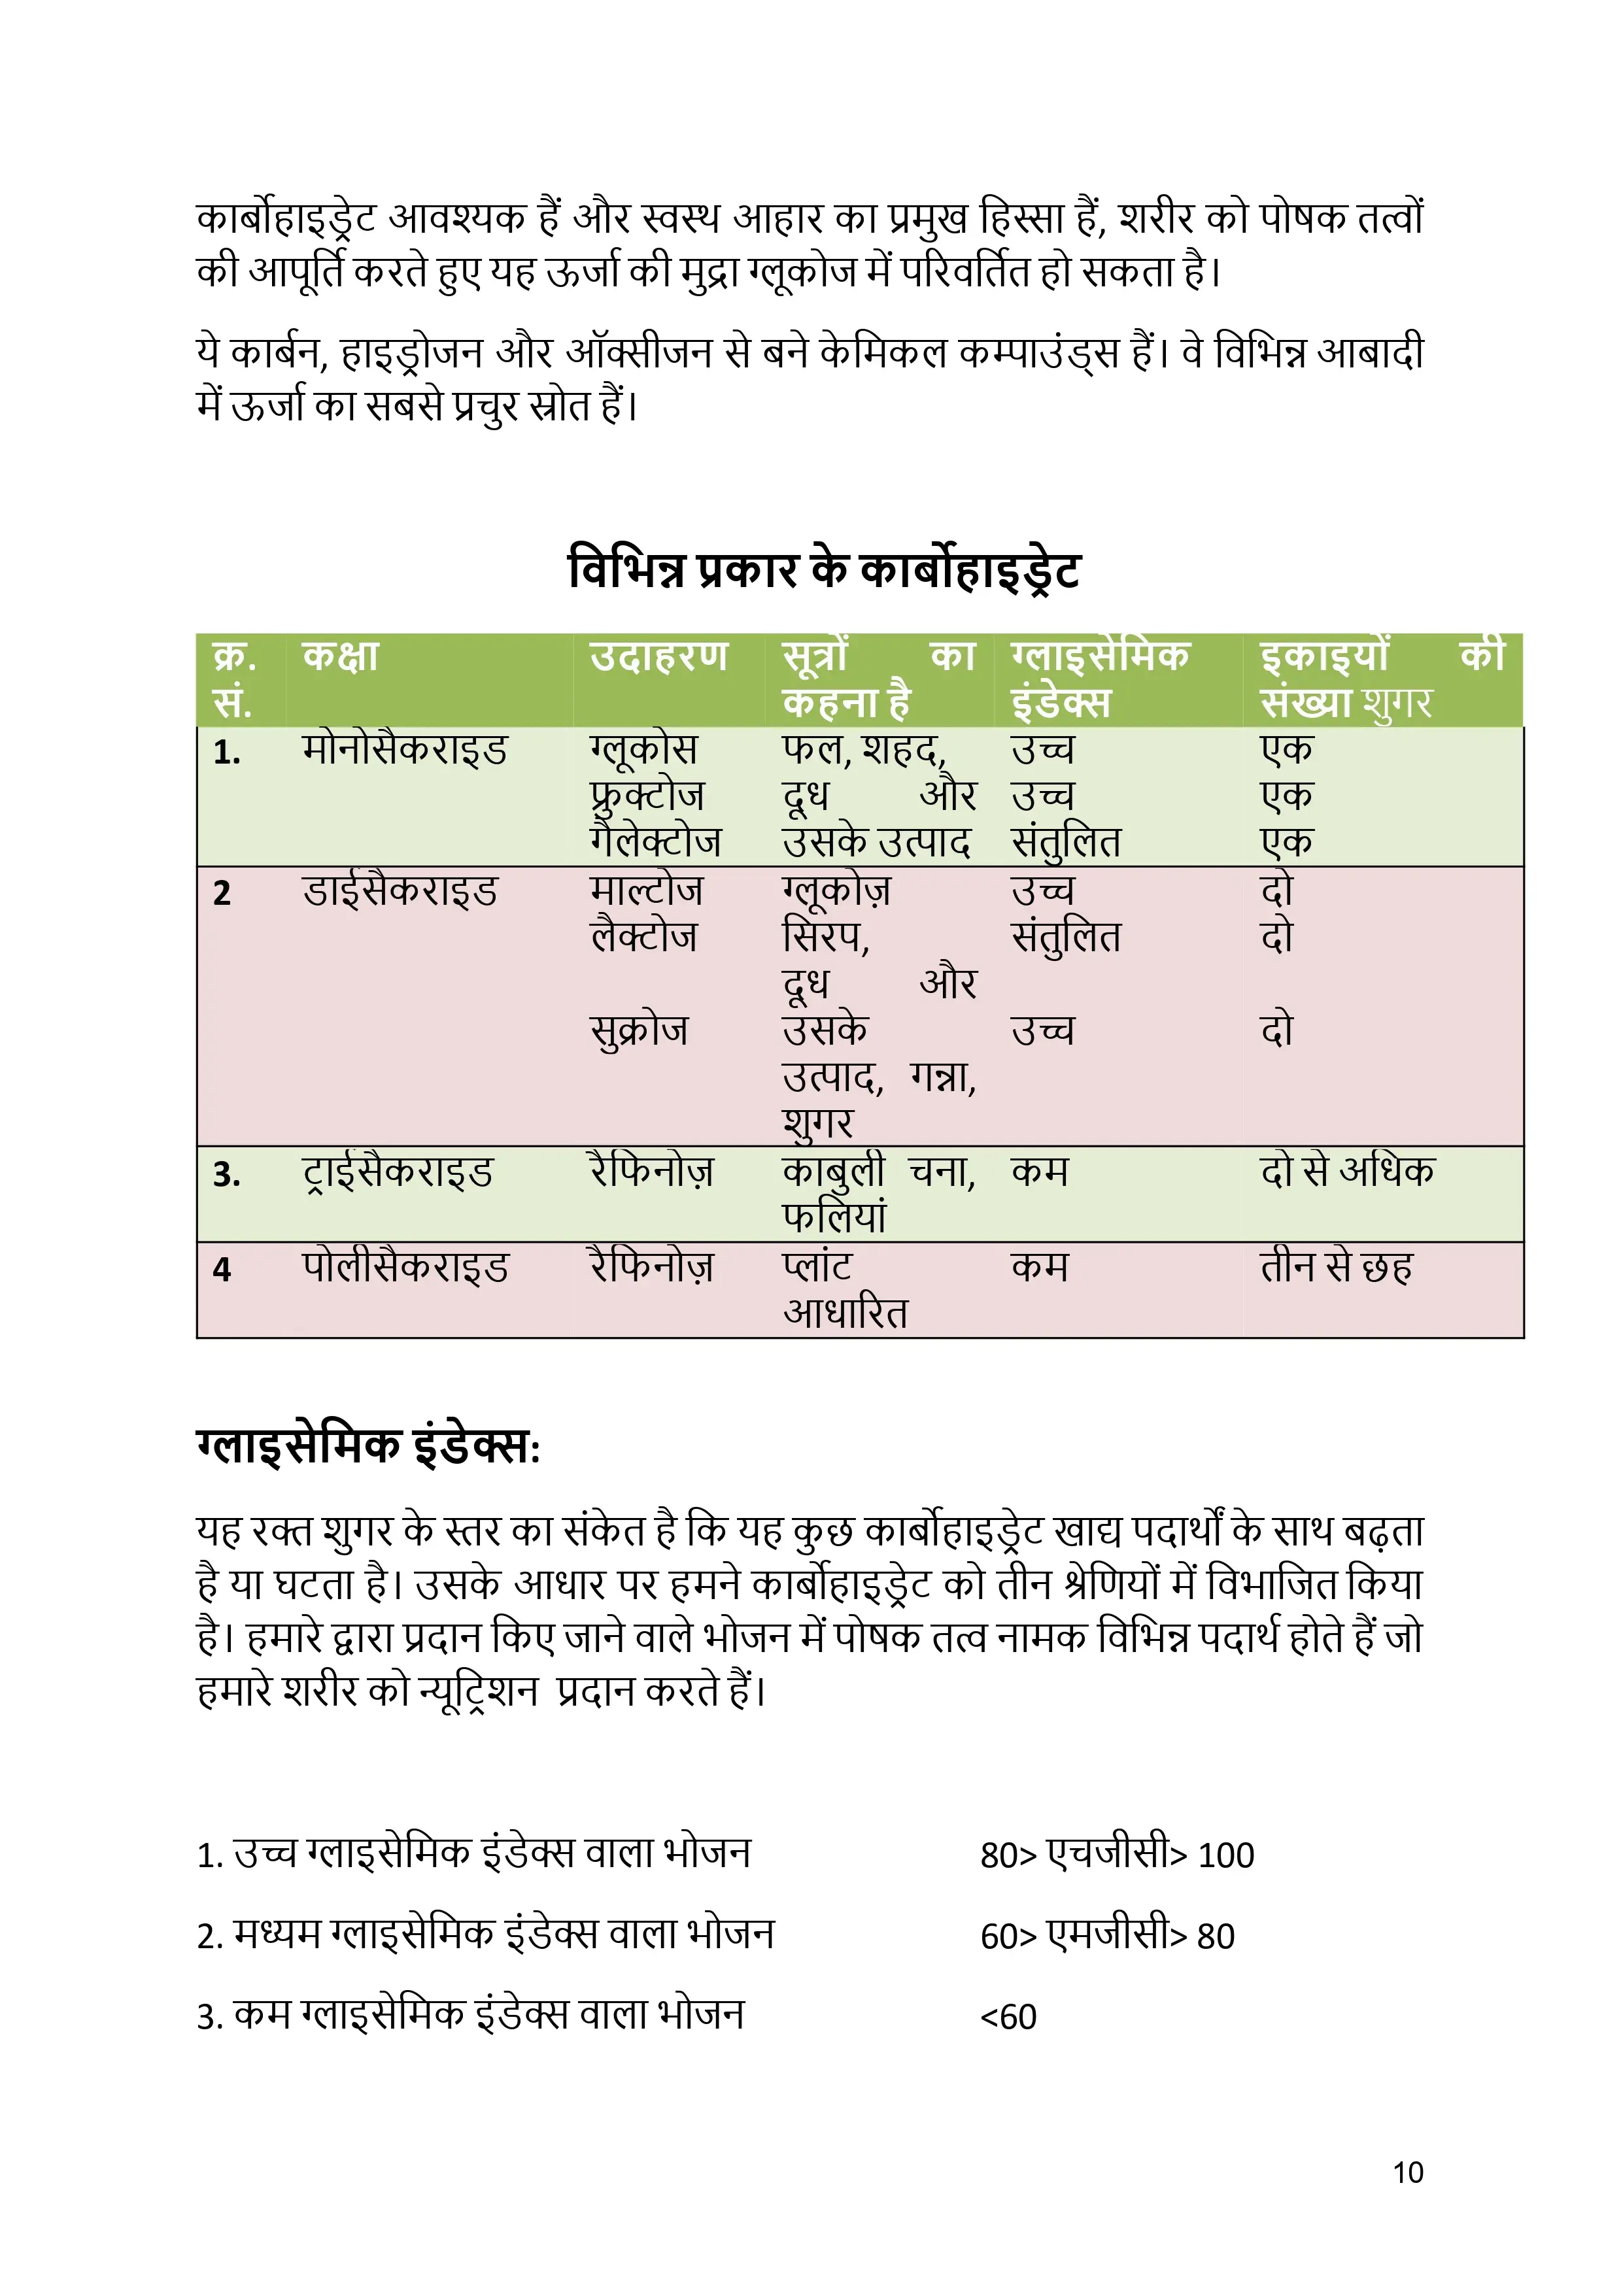 कार्बोहाइड्रेट आवश्यक हैं और स्वस्थ आहार का प्रमुख हिस्सा हैं, शरीर को पोषक तत्वों
की आपूर्ति करते हुए यह ऊर्जा की मुद्रा ग्लूकोज में परिवर्तित हो सकता है।
ये कार्बन, हाइड्रोजन और ऑक्सीजन से बने केमिकल कम्पाउंड्स हैं। वे विभिन्न आबादी
में ऊर्जा का सबसे प्रचुर स्रोत हैं।
विभिन्न प्रकार के कार्बोहाइड्रेट
क्र. कक्षा उदाहरण सूत्रों का ग्लाइसेमिक इकाइयों की
सं. कहना है इंडेक्स संख्या शुगर
1. मोनोसैकराइड ग्लूकोस फल, शहद, उच्च एक
फ्रुक्टोज दूध और उच्च एक
गैलेक्टोज उसके उत्पाद संतुलित एक
2 डाईसैकराइड माल्टोज ग्लूकोज़ उच्च दो
लैक्टोज सिरप, संतुलित दो
दूध और
सुक्रोज उसके उच्च दो
उत्पाद, गन्ना,
शुगर
3. ट्राईसैकराइड रैफिनोज़ काबुली चना, कम दो से अधिक
फलियां
4 पोलीसैकराइड रैफिनोज़ प्लांट कम तीन से छह
आधारित
ग्लाइसेमिक इंडेक्स:
यह रक्त शुगर के स्तर का संकेत है कि यह कुछ कार्बोहाइड्रेट खाद्य पदार्थों के साथ बढ़ता
है या घटता है। उसके आधार पर हमने कार्बोहाइड्रेट को तीन श्रेणियों में विभाजित किया
है। हमारे द्वारा प्रदान किए जाने वाले भोजन में पोषक तत्व नामक विभिन्न पदार्थ होते हैं जो
हमारे शरीर को न्यूट्रिशन प्रदान करते हैं।
1. उच्च ग्लाइसेमिक इंडेक्स वाला भोजन 80> एचजीसी> 100
2. मध्यम ग्लाइसेमिक इंडेक्स वाला भोजन 60> एमजीसी> 80
3. कम ग्लाइसेमिक इंडेक्स वाला भोजन <60
10